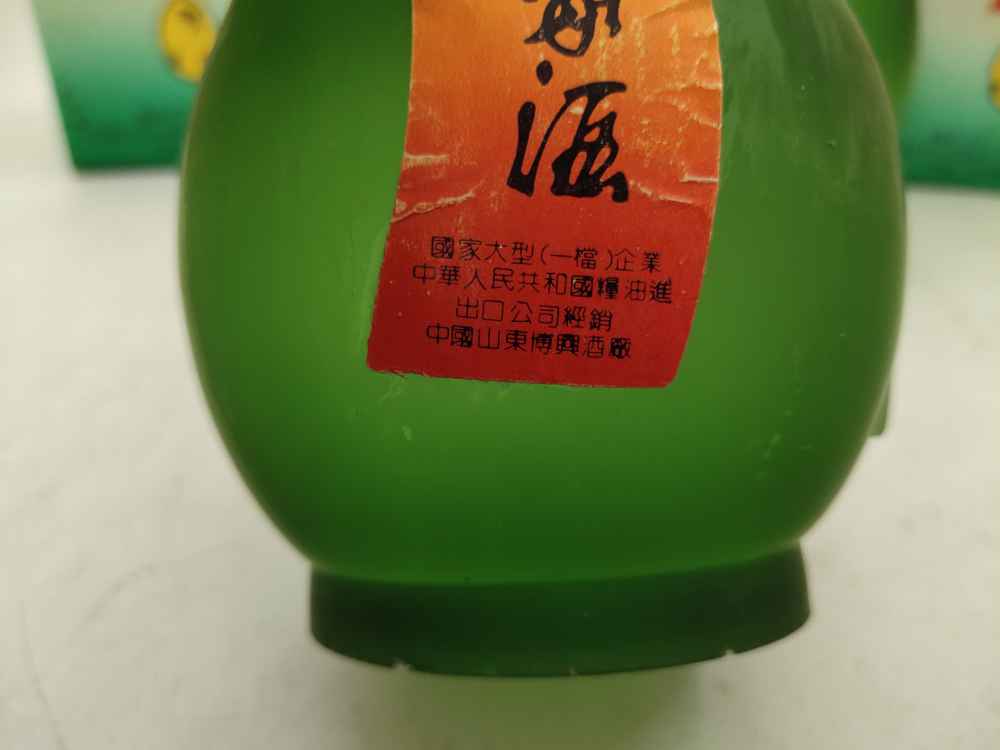 酒
國家大型(一檔)企業
中華人民共和國糧油進
出口公司經銷
中國山東博興酒廠